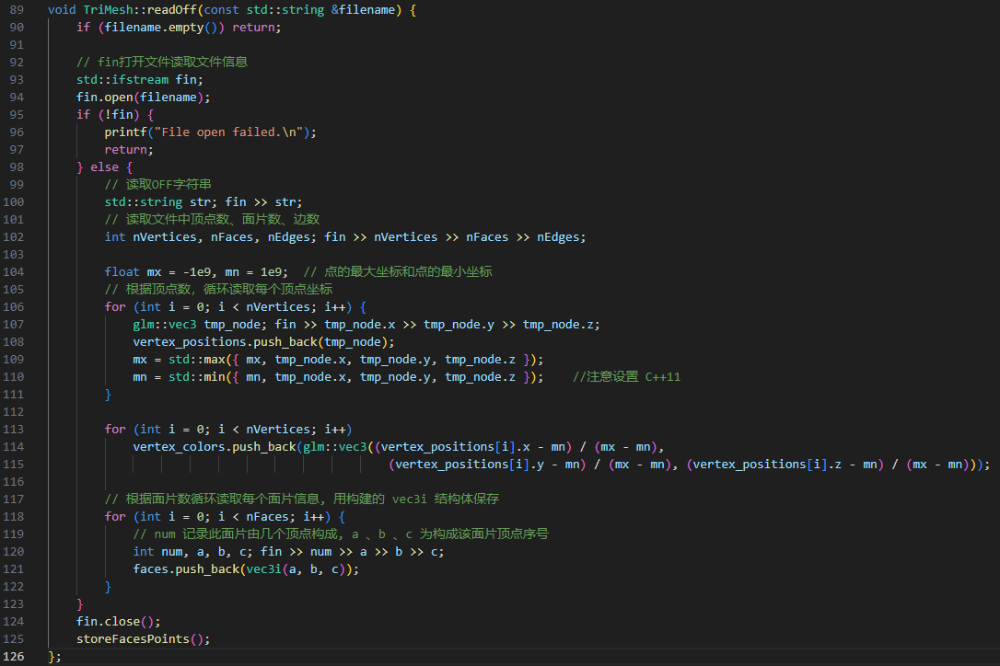 89 void TriMesh::readOff(const std::string &filename) {
90     if (filename.empty()) return;
91
92     // fin打开文件读取文件信息
93     std::ifstream fin;
94     fin.open(filename);
95     if (!fin) {
96         printf("File open failed.\n");
97         return;
98     } else {
99         // 读取OFF字符串
100         std::string str; fin >> str;
101         // 读取文件中顶点数、面片数、边数
102         int nVertices, nFaces, nEdges; fin >> nVertices >> nFaces >> nEdges;
103
104         float mx = -1e9, mn = 1e9;  // 点的最大坐标和点的最小坐标
105         // 根据顶点数, 循环读取每个顶点坐标
106         for (int i = 0; i < nVertices; i++) {
107             glm::vec3 tmp_node; fin >> tmp_node.x >> tmp_node.y >> tmp_node.z;
108             vertex_positions.push_back(tmp_node);
109             mx = std::max({ mx, tmp_node.x, tmp_node.y, tmp_node.z });
110             mn = std::min({ mn, tmp_node.x, tmp_node.y, tmp_node.z });    //注意设置 C++11
111         }
112
113         for (int i = 0; i < nVertices; i++)
114             vertex_colors.push_back(glm::vec3((vertex_positions[i].x - mn) / (mx - mn),
115                                                 (vertex_positions[i].y - mn) / (mx - mn), (vertex_positions[i].z - mn) / (mx - mn)));
116
117         // 根据面片数循环读取每个面片信息, 用构建的 vec3i 结构体保存
118         for (int i = 0; i < nFaces; i++) {
119             // num 记录此面片由几个顶点构成, a 、b 、c 为构成该面片顶点序号
120             int num, a, b, c; fin >> num >> a >> b >> c;
121             faces.push_back(vec3i(a, b, c));
122         }
123     }
124     fin.close();
125     storeFacesPoints();
126 };